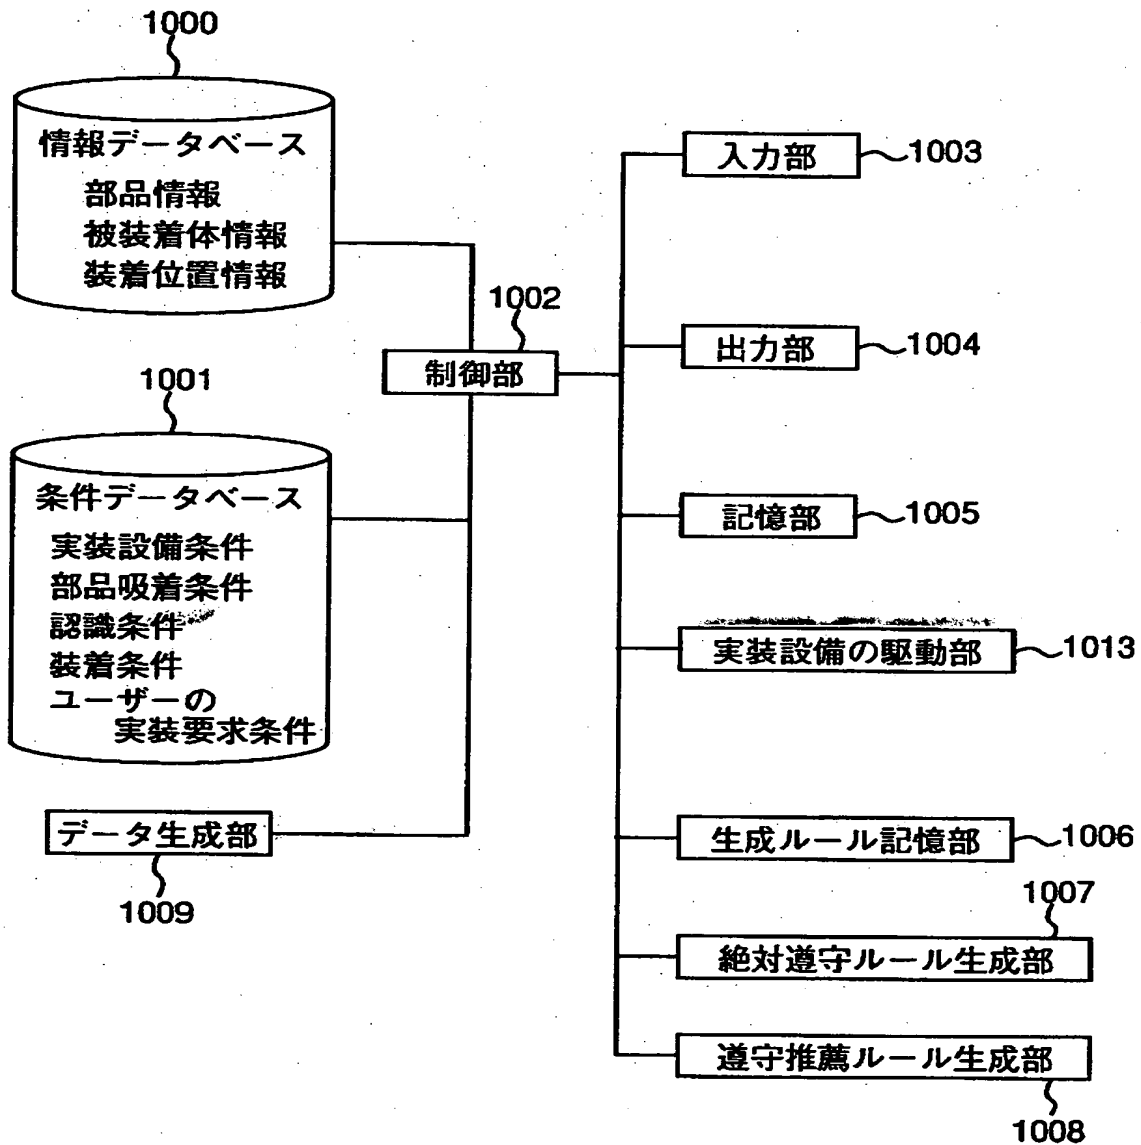 1000
情報データベース
部品情報
被装着体情報
装着位置情報
1001
条件データベース
実装設備条件
部品吸着条件
認識条件
装着条件
ユーザーの
実装要求条件
データ生成部
1009
1002
制御部
入力部 1003
出力部 1004
記憶部 1005
実装設備の駆動部 1013
生成ルール記憶部 1006
1007
絶対遵守ルール生成部
遵守推薦ルール生成部
1008